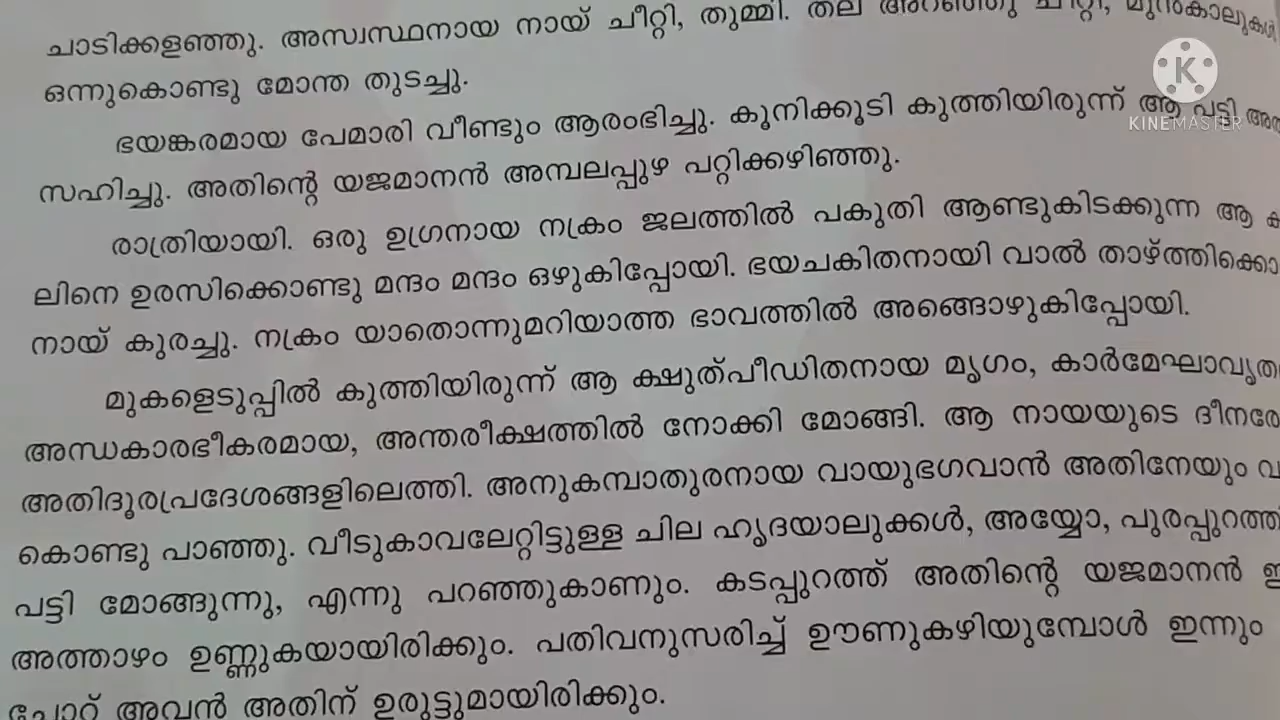 ചാടിക്കളഞ്ഞു. അസ്വസ്ഥനായ നായ് ചീറ്റി, തുമ്മി. തല
ഒന്നുകൊണ്ടു മോന്ത തുടച്ചു.
KINEMASTER
ഭയങ്കരമായ പേമാരി വീണ്ടും ആരംഭിച്ചു. കൂനിക്കൂടി കുത്തിയിരുന്ന് ആ പട്ടി
സഹിച്ചു. അതിന്റെ യജമാനൻ അമ്പലപ്പുഴ പറ്റിക്കഴിഞ്ഞു.
രാത്രിയായി. ഒരു ഉഗ്രനായ നക്രം ജലത്തിൽ പകുതി ആണ്ടുകിടക്കുന്ന ആ
ലിനെ ഉരസിക്കൊണ്ടു മന്ദം മന്ദം ഒഴുകിപ്പോയി. ഭയചകിതനായി വാൽ
നായ് കുരച്ചു. നക്രം യാതൊന്നുമറിയാത്ത ഭാവത്തിൽ അങ്ങൊഴുകിപ്പോയി.
മുകളെടുപ്പിൽ കുത്തിയിരുന്ന് ആ ക്ഷുത്പീഡിതനായ മൃഗം,
അന്ധകാരഭീകരമായ, അന്തരീക്ഷത്തിൽ നോക്കി മോങ്ങി. ആ നായയുടെ
അതിദൂരപ്രദേശങ്ങളിലെത്തി. അനുകമ്പാതുരനായ വായുഭഗവാൻ അതിനേയും
കൊണ്ടു പാഞ്ഞു. വീടുകാവലേറ്റിട്ടുള്ള ചില ഹൃദയാലുക്കൾ, അയ്യോ,
പട്ടി മോങ്ങുന്നു, എന്നു പറഞ്ഞുകാണും. കടപ്പുറത്ത് അതിന്റെ യജമാനൻ
അത്താഴം ഉണ്ണുകയായിരിക്കും. പതിവനുസരിച്ച് ഊണുകഴിയുമ്പോൾ ഇന്നും
ചോറ് അവൻ അതിന് ഉരുട്ടുമായിരിക്കും.